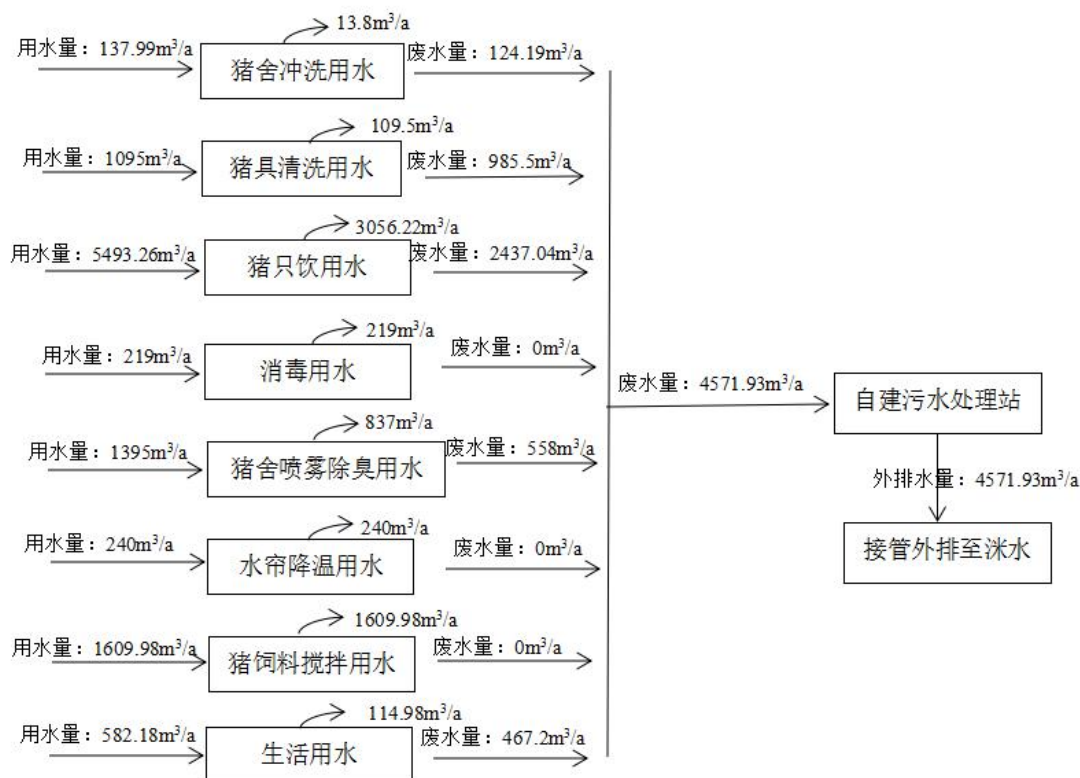 13.8m³/a
用水量：137.99m³/a
猪舍冲洗用水
废水量：124.19m³/a
109.5m³/a
用水量：1095m³/a
猪具清洗用水
废水量：985.5m³/a
3056.22m³/a
用水量：5493.26m³/a
猪只饮用水
废水量：2437.04m³/a
219m³/a
用水量：219m³/a
消毒用水
废水量：0m³/a
837m³/a
用水量：1395m³/a
猪舍喷雾除臭用水
废水量：558m³/a
240m³/a
用水量：240m³/a
水帘降温用水
废水量：0m³/a
1609.98m³/a
用水量：1609.98m³/a
猪饲料搅拌用水
废水量：0m³/a
114.98m³/a
用水量：582.18m³/a
生活用水
废水量：467.2m³/a
废水量：4571.93m³/a
自建污水处理站
外排水量：4571.93m³/a
接管外排至洣水